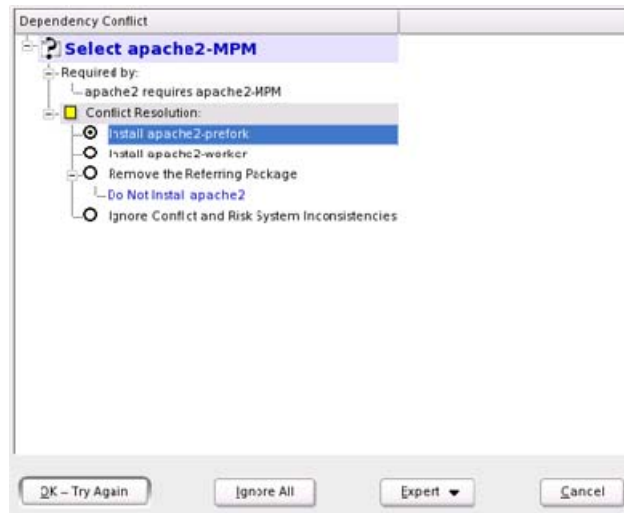 Dependency Conflict
Select apache2-MPM
Required by:
apache2 requires apache2-MPM
Conflict Resolution:
Install apache2-prefork
Install apache2-worker
Remove the Referring Package
Do Not Instal apache2
Ignore Conflict and Risk System Inconsistencies
OK – Try Again
Ignore All
Expert
Cancel